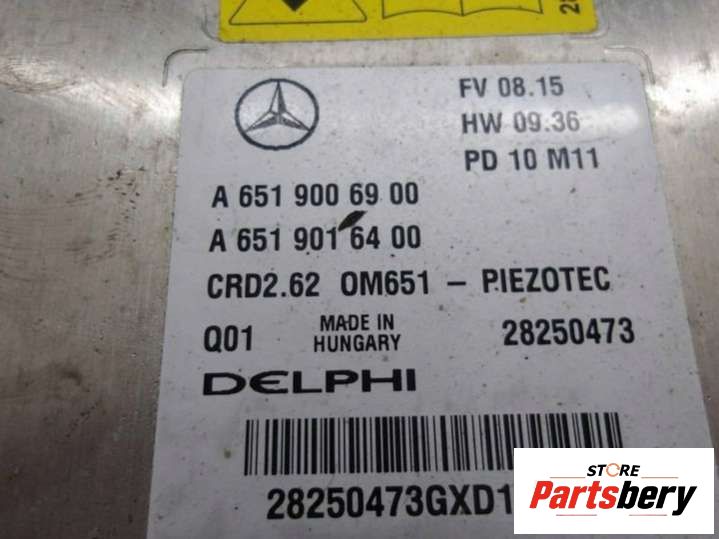 FV 08.15
HW 09.36
PD 10 M11
A 651 900 69 00
A 651 901 64 00
CRD2.62 OM651 – PIEZOTEC
Q01 MADE IN HUNGARY 28250473
DELPHI
28250473GXD1
STORE
Partsbery